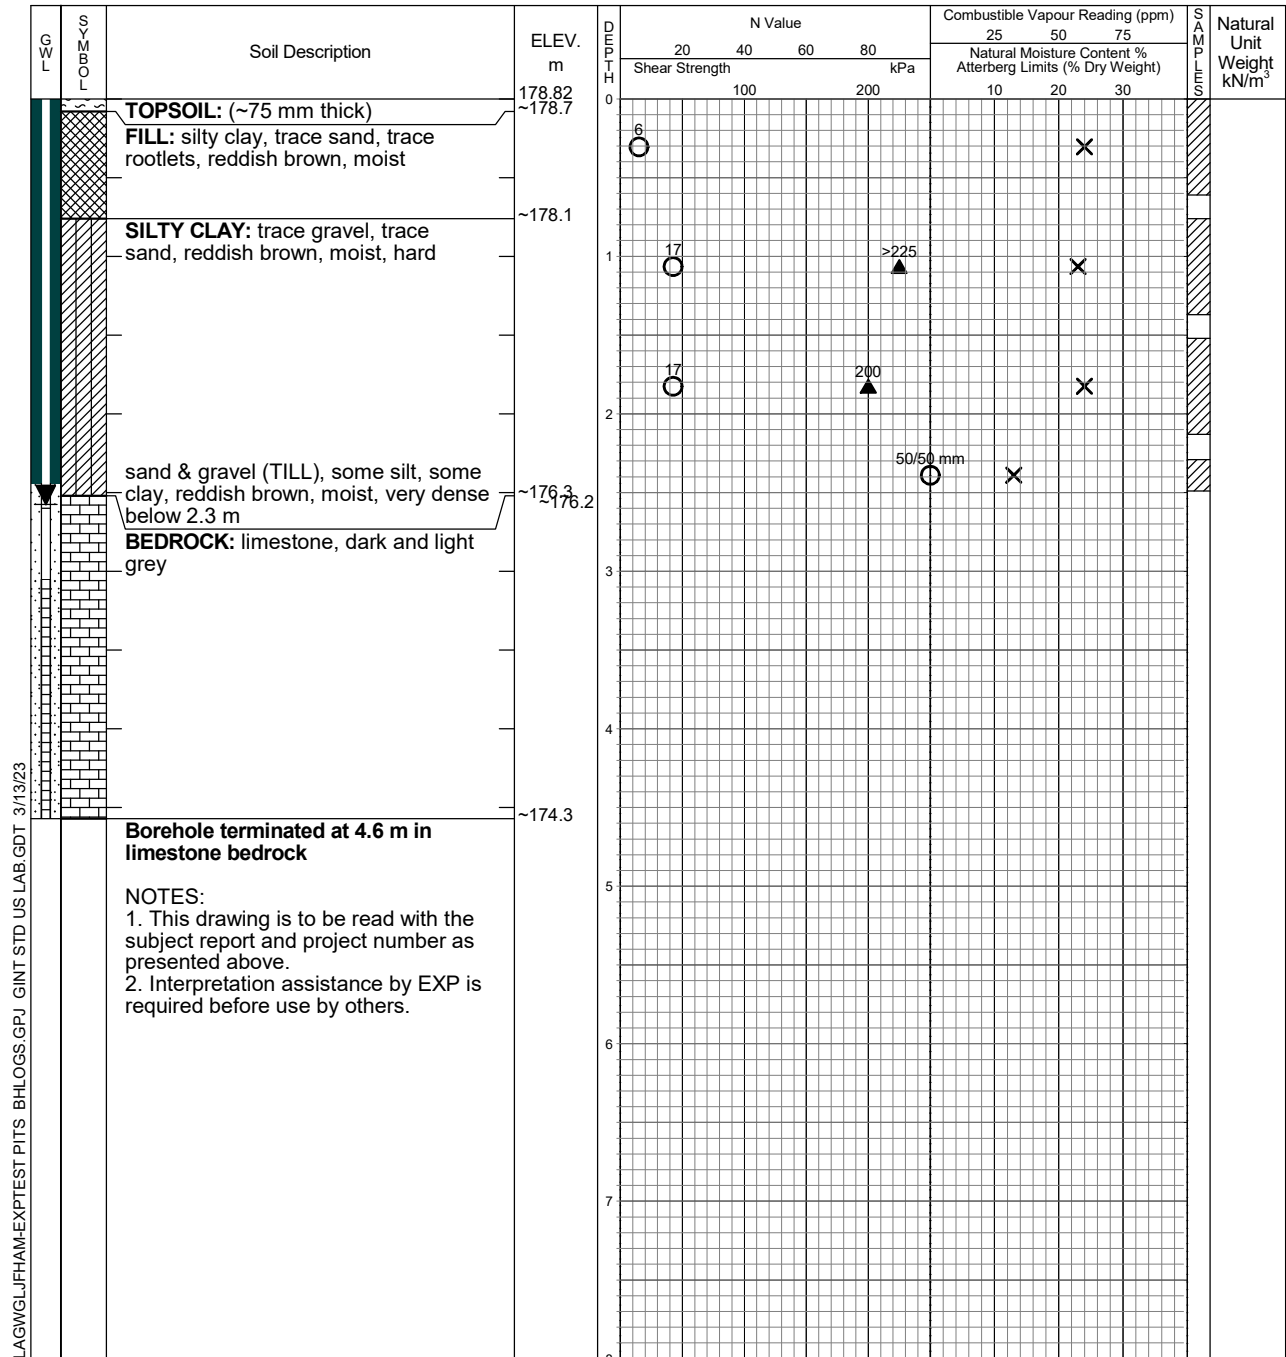 GWL
SYMBOL
Soil Description
ELEV.
m
DEPTH
N Value
20 40 60 80
Shear Strength kPa
100 200
Combustible Vapour Reading (ppm)
25 50 75
Natural Moisture Content %
Atterberg Limits (% Dry Weight)
10 20 30
SAMPLES
Natural
Unit
Weight
kN/m³
178.82
0
TOPSOIL: (~75 mm thick)
~178.7
FILL: silty clay, trace sand, trace
rootlets, reddish brown, moist
6
~178.1
SILTY CLAY: trace gravel, trace
sand, reddish brown, moist, hard
1
17
>225
17
200
2
50/50 mm
sand & gravel (TILL), some silt, some
clay, reddish brown, moist, very dense
below 2.3 m
~176.3
~176.2
BEDROCK: limestone, dark and light
grey
3
4
~174.3
Borehole terminated at 4.6 m in
limestone bedrock
5
NOTES:
1. This drawing is to be read with the
subject report and project number as
presented above.
2. Interpretation assistance by EXP is
required before use by others.
6
7
LAGWGLJFHAM-EXPTEST PITS BHLOGS.GPJ GINT STD US LAB.GDT 3/13/23